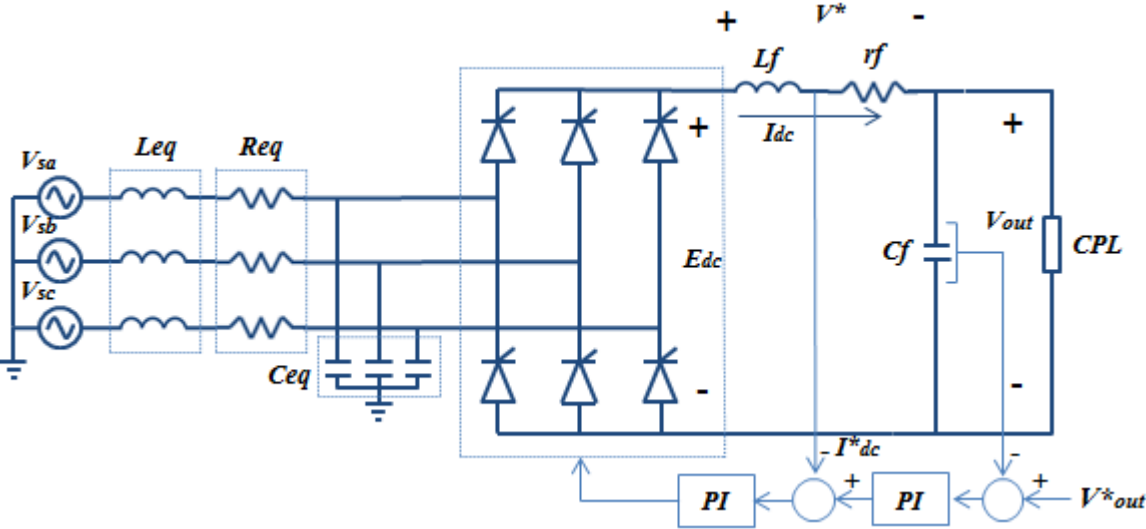 + V* -
Lf rf
Idc
+ +
Leq Req
Vsa
Vsb
Vsc
Edc
Vout
Cf
CPL
Ceq
- -
- I*dc -
+ +
PI PI
V*out